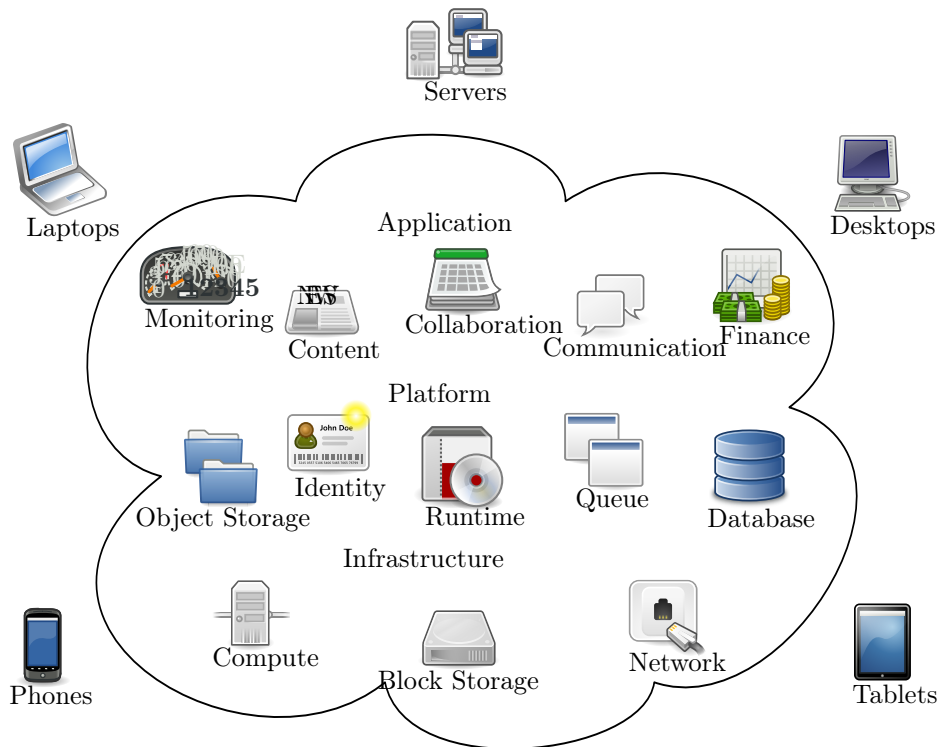 Servers
Laptops
Desktops
Application
12345
Monitoring
Content
Collaboration
Communication
Finance
Platform
John Doe
Identity
Object Storage
Runtime
Queue
Database
Infrastructure
Compute
Block Storage
Network
Phones
Tablets